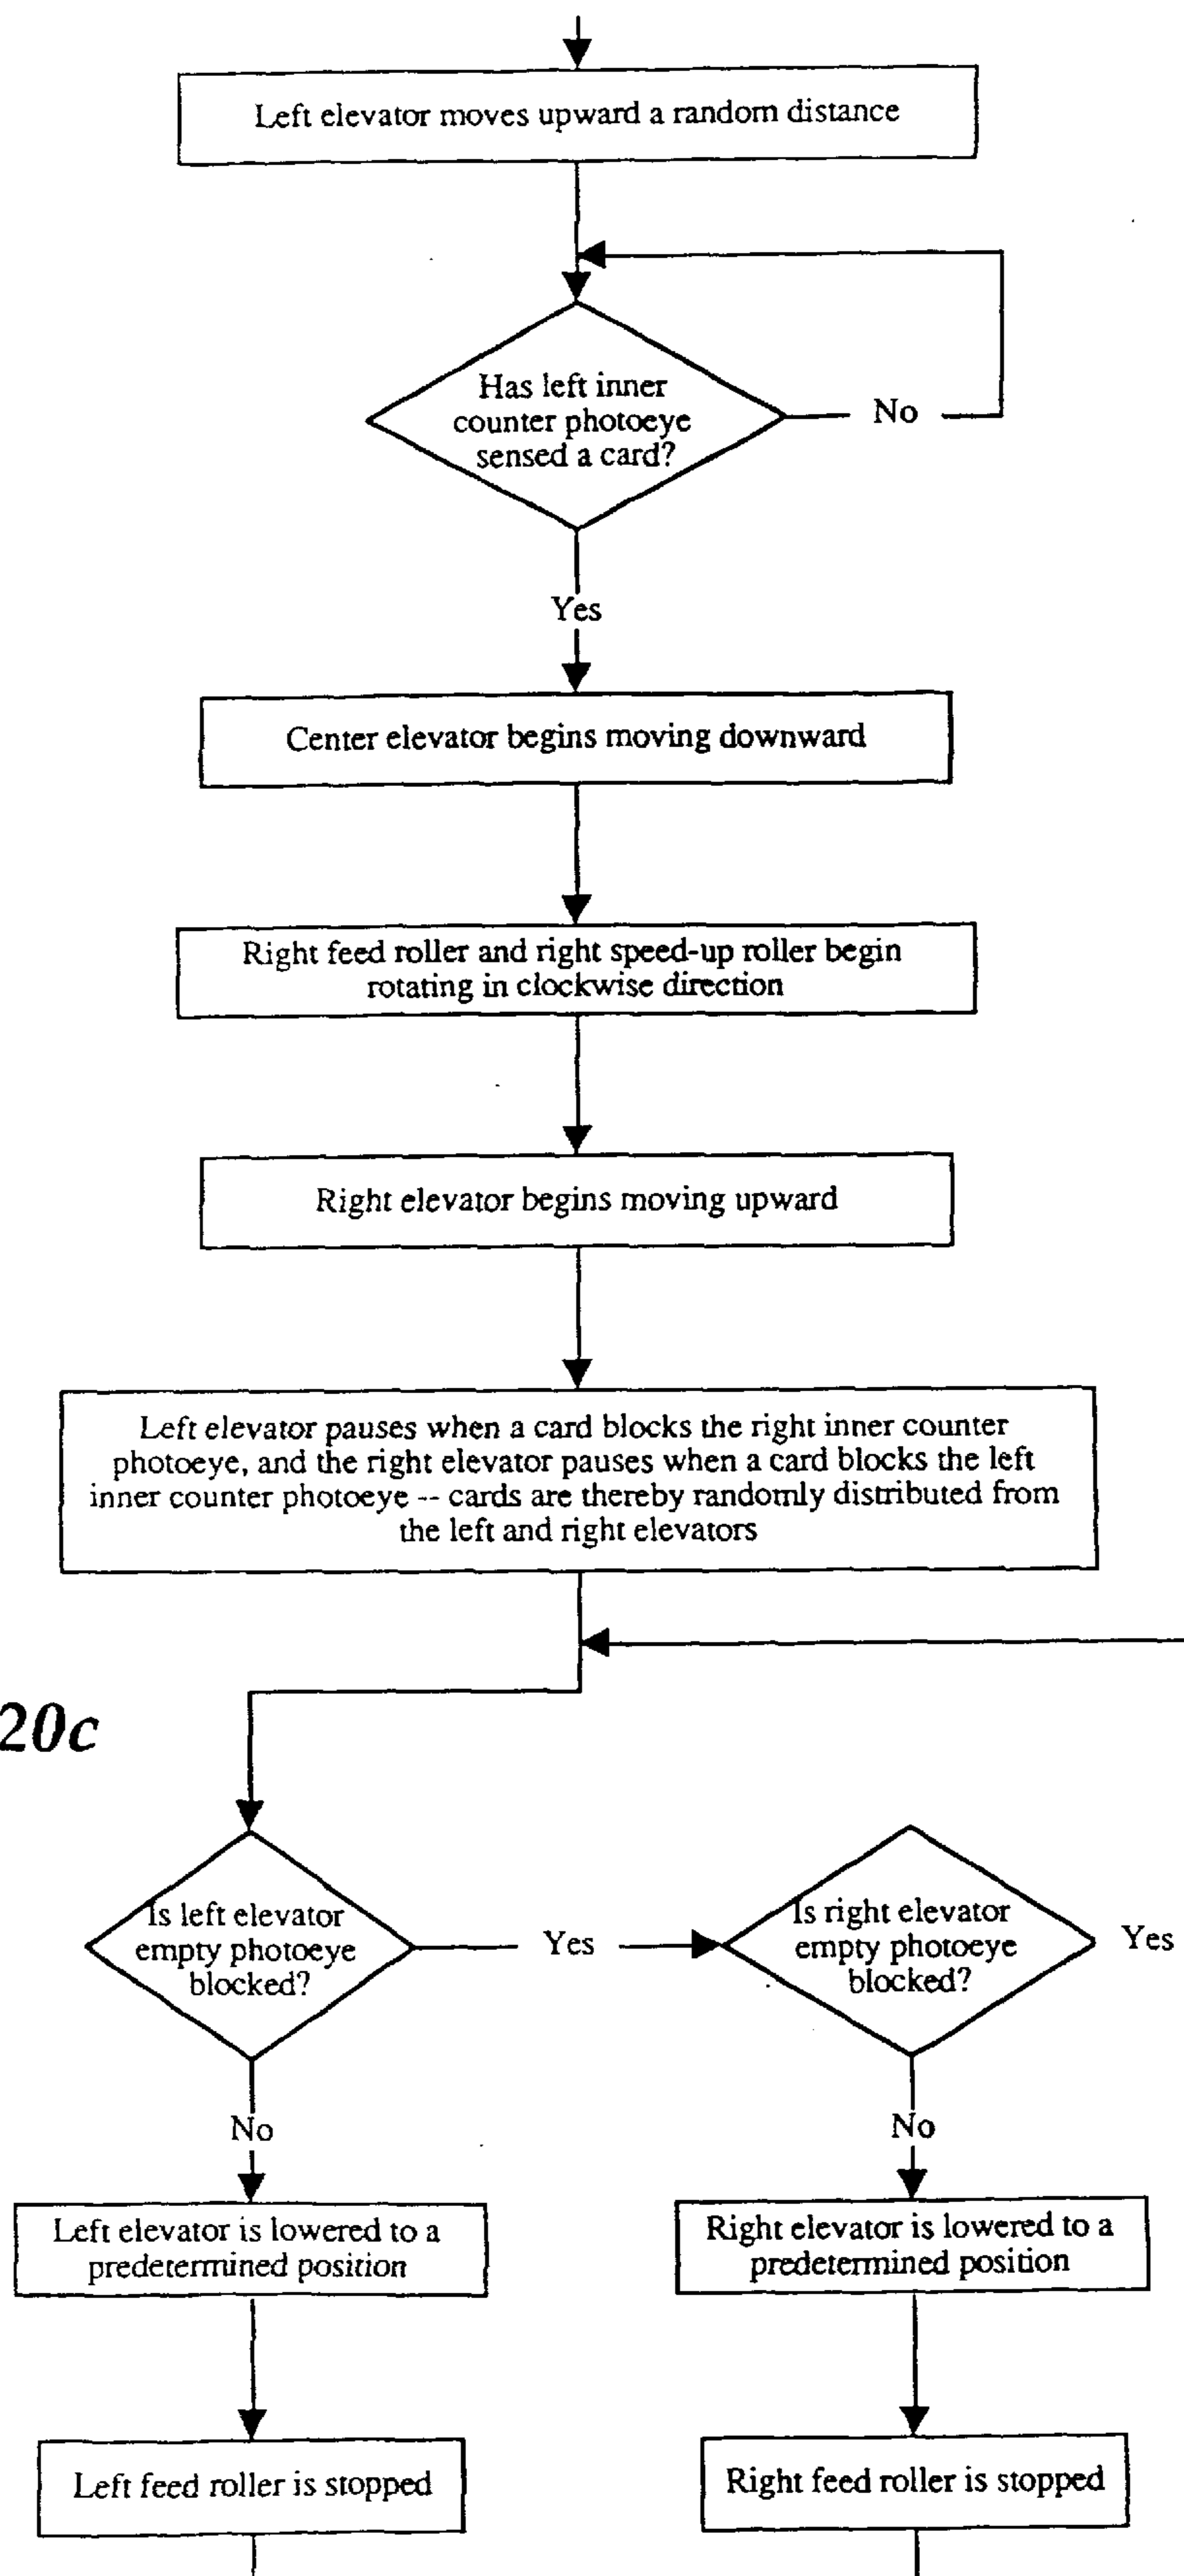 Left elevator moves upward a random distance
Has left inner
counter photoeye
sensed a card?
No
Yes
Center elevator begins moving downward
Right feed roller and right speed-up roller begin
rotating in clockwise direction
Right elevator begins moving upward
Left elevator pauses when a card blocks the right inner counter
photoeye, and the right elevator pauses when a card blocks the left
inner counter photoeye -- cards are thereby randomly distributed from
the left and right elevators
20c
Is left elevator
empty photoeye
blocked?
Yes
Is right elevator
empty photoeye
blocked?
Yes
No
No
Left elevator is lowered to a
predetermined position
Right elevator is lowered to a
predetermined position
Left feed roller is stopped
Right feed roller is stopped